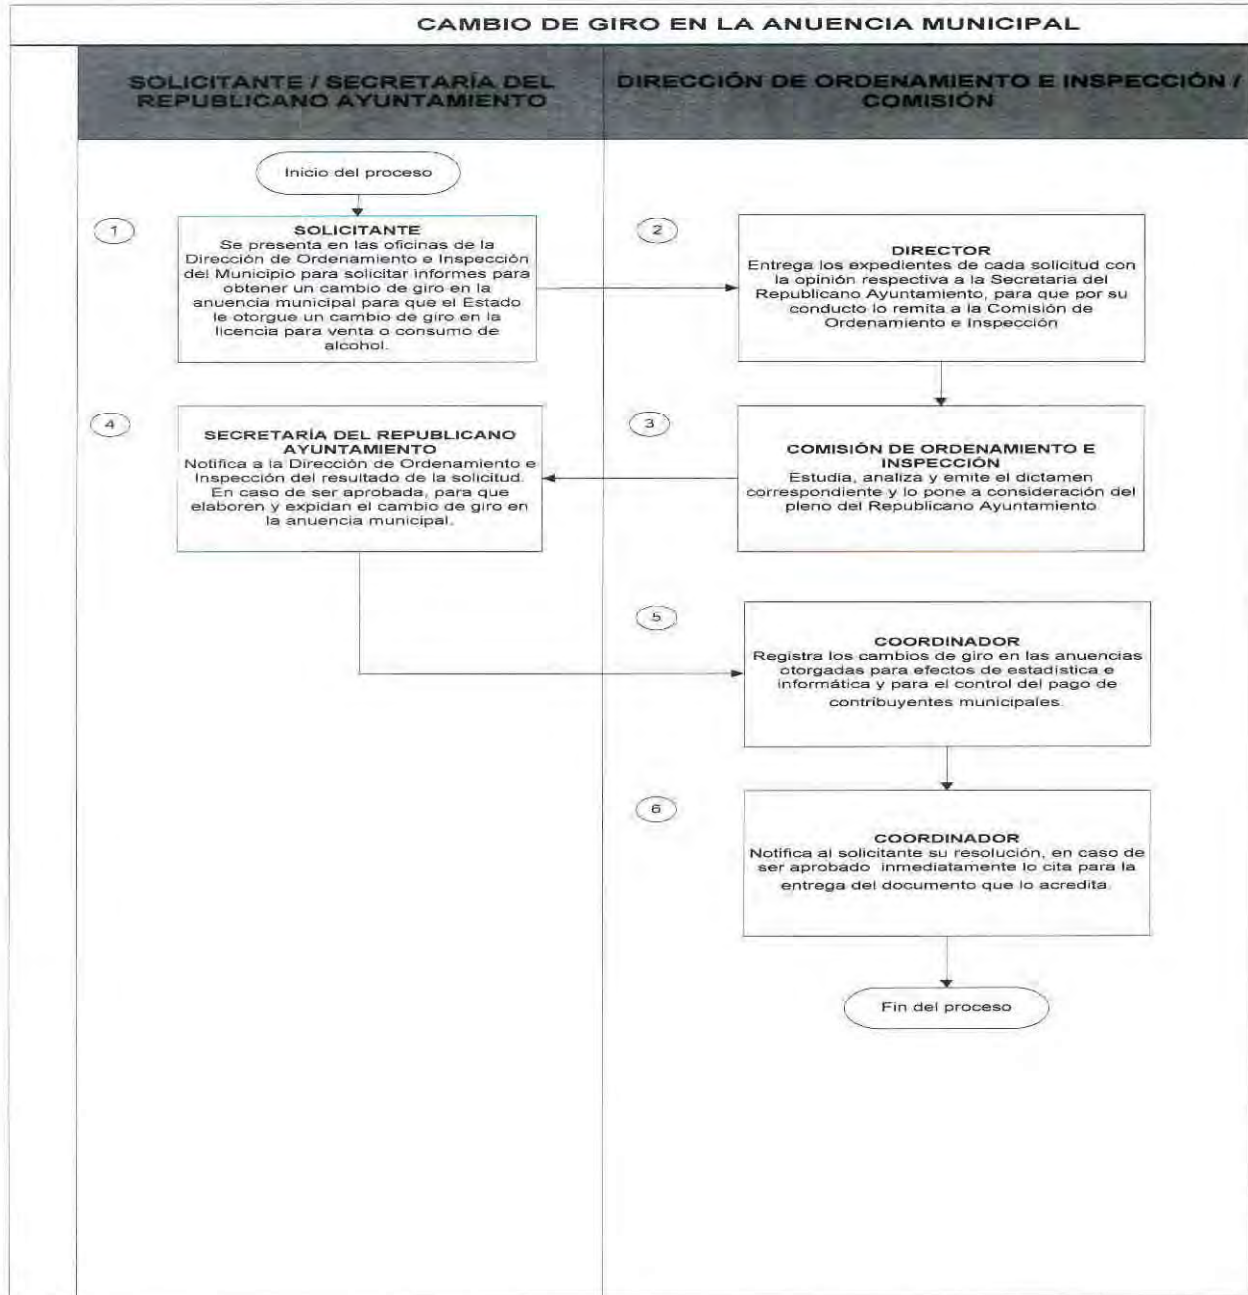 CAMBIO DE GIRO EN LA ANUENCIA MUNICIPAL
SOLICITANTE / SECRETARÍA DEL
REPUBLICANO AYUNTAMIENTO
DIRECCIÓN DE ORDENAMIENTO E INSPECCIÓN /
COMISIÓN
Inicio del proceso
1
SOLICITANTE
Se presenta en las oficinas de la
Dirección de Ordenamiento e Inspección
del Municipio para solicitar informes para
obtener un cambio de giro en la
anuencia municipal para que el Estado
le otorgue un cambio de giro en la
licencia para venta o consumo de
alcohol.
2
DIRECTOR
Entrega los expedientes de cada solicitud con
la opinión respectiva a la Secretaria del
Republicano Ayuntamiento, para que por su
conducto lo remita a la Comisión de
Ordenamiento e Inspección
3
COMISIÓN DE ORDENAMIENTO E
INSPECCIÓN
Estudía, analiza y emite el dictamen
correspondiente y lo pone a consideración del
pleno del Republicano Ayuntamiento
4
SECRETARÍA DEL REPUBLICANO
AYUNTAMIENTO
Notifica a la Dirección de Ordenamiento e
Inspección del resultado de la solicitud.
En caso de ser aprobada, para que
elaboren y expidan el cambio de giro en
la anuencia municipal.
5
COORDINADOR
Registra los cambios de giro en las anuencias
otorgadas para efectos de estadística e
informática y para el control del pago de
contribuyentes municipales.
6
COORDINADOR
Notifica al solicitante su resolución, en caso de
ser aprobado inmediatamente lo cita para la
entrega del documento que lo acredita.
Fin del proceso